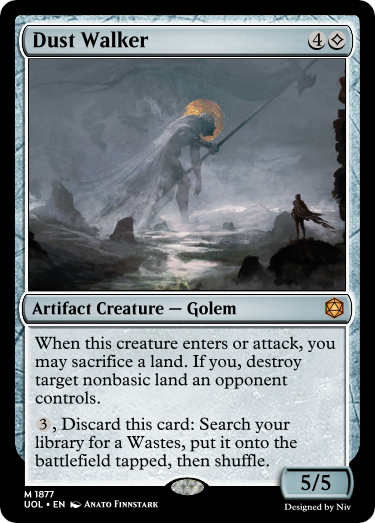 Dust Walker 4
Artifact Creature — Golem
When this creature enters or attack, you
may sacrifice a land. If you, destroy
target nonbasic land an opponent
controls.
3, Discard this card: Search your
library for a Wastes, put it onto the
battlefield tapped, then shuffle.
5/5
M 1877
UOL • EN Anato Finnstark
Designed by Niv